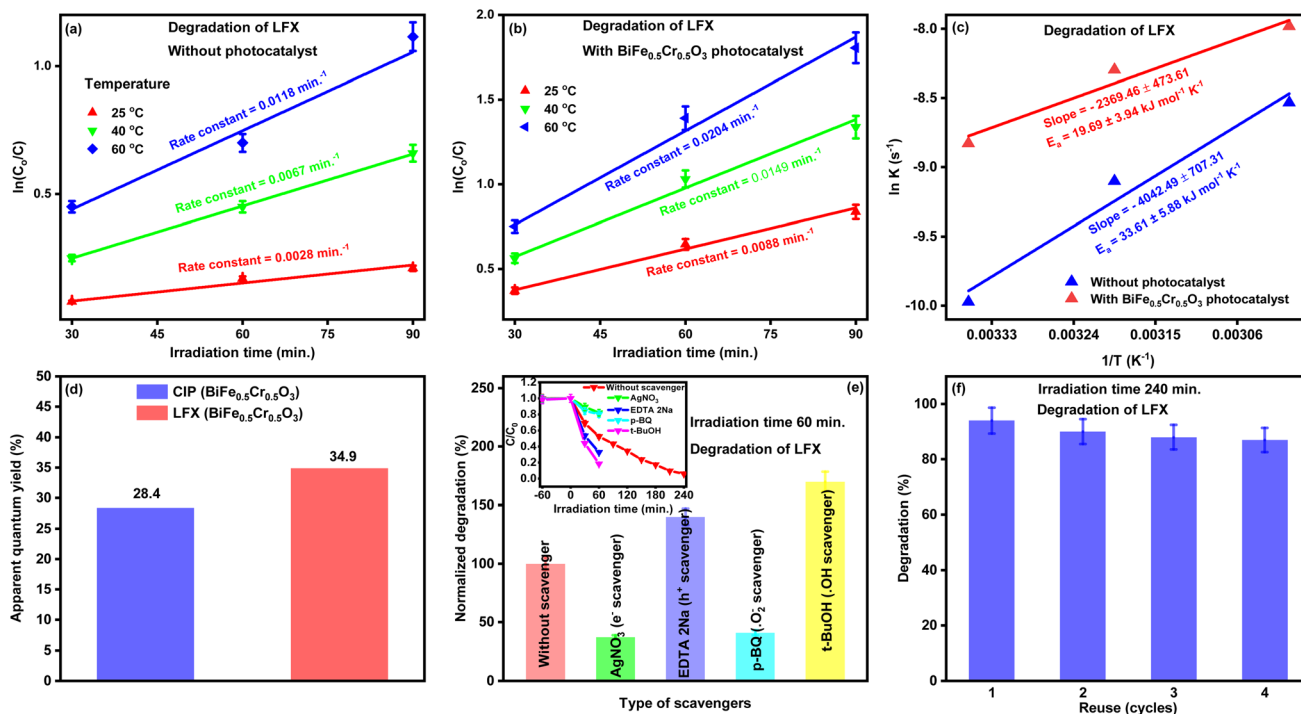 (a)
Degradation of LFX
Without photocatalyst
Temperature
25 °C
40 °C
60 °C
Rate constant = 0.0118 min.⁻¹
Rate constant = 0.0067 min.⁻¹
Rate constant = 0.0028 min.⁻¹
1.0
0.5
ln(C₀/C)
30 45 60 75 90
Irradiation time (min.)
(b)
Degradation of LFX
With BiFe₀.₅Cr₀.₅O₃ photocatalyst
25 °C
40 °C
60 °C
Rate constant = 0.0204 min.⁻¹
Rate constant = 0.0149 min.⁻¹
Rate constant = 0.0088 min.⁻¹
2.0
1.5
1.0
0.5
ln(C₀/C)
30 45 60 75 90
Irradiation time (min.)
(c)
Degradation of LFX
Slope = - 2369.46 ± 473.61
Eₐ = 19.69 ± 3.94 kJ mol⁻¹ K⁻¹
Slope = - 4042.49 ± 707.31
Eₐ = 33.61 ± 5.88 kJ mol⁻¹ K⁻¹
Without photocatalyst
With BiFe₀.₅Cr₀.₅O₃ photocatalyst
-8.0
-8.5
-9.0
-9.5
-10.0
ln K (s⁻¹)
0.00333 0.00324 0.00315 0.00306
1/T (K⁻¹)
(d)
CIP (BiFe₀.₅Cr₀.₅O₃)
LFX (BiFe₀.₅Cr₀.₅O₃)
28.4
34.9
50
45
40
35
30
25
20
15
10
5
0
Apparent quantum yield (%)
(e)
Irradiation time 60 min.
Degradation of LFX
Without scavenger
AgNO₃
EDTA 2Na
p-BQ
t-BuOH
1.2
1.0
0.8
0.6
0.4
0.2
0.0
C/C₀
-60 0 60 120 180 240
Irradiation time (min.)
250
200
150
100
50
0
Normalized degradation (%)
Without scavenger
AgNO₃ (e⁻ scavenger)
EDTA 2Na (h⁺ scavenger)
p-BQ (.O₂⁻ scavenger)
t-BuOH (.OH scavenger)
Type of scavengers
(f)
Irradiation time 240 min.
Degradation of LFX
100
80
60
40
20
0
Degradation (%)
1 2 3 4
Reuse (cycles)